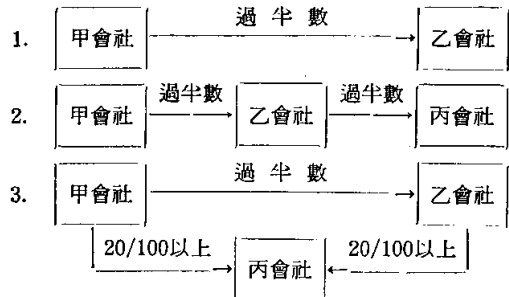 過半數
1. 甲會社 乙會社
過半數 過半數
2. 甲會社 乙會社 丙會社
過半數
3. 甲會社 乙會社
20/100以上 20/100以上
丙會社